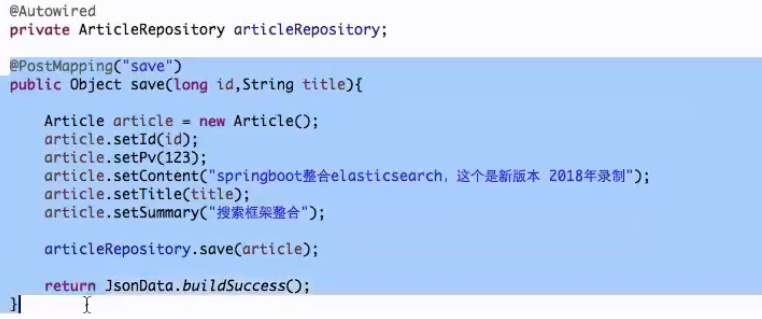 @Autowired
private ArticleRepository articleRepository;
@PostMapping("save")
public Object save(long id,String title){
Article article = new Article();
article.setId(id);
article.setPv(123);
article.setContent("springboot整合elasticsearch，这个是新版本 2018年录制");
article.setTitle(title);
article.setSummary("搜索框架整合");
articleRepository.save(article);
return JsonData.buildSuccess();
}